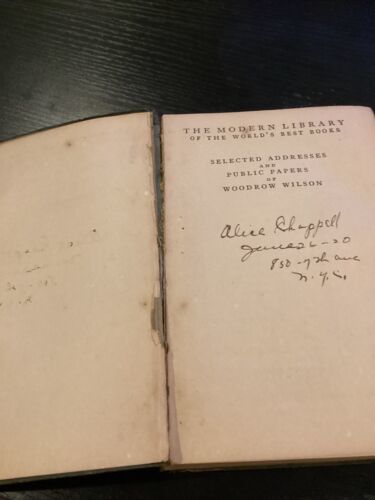 THE MODERN LIBRARY
OF THE WORLD'S BEST BOOKS
SELECTED ADDRESSES
AND
PUBLIC PAPERS
OF
WOODROW WILSON
Alice Chappell
850 - 7th ave
N.Y.C.